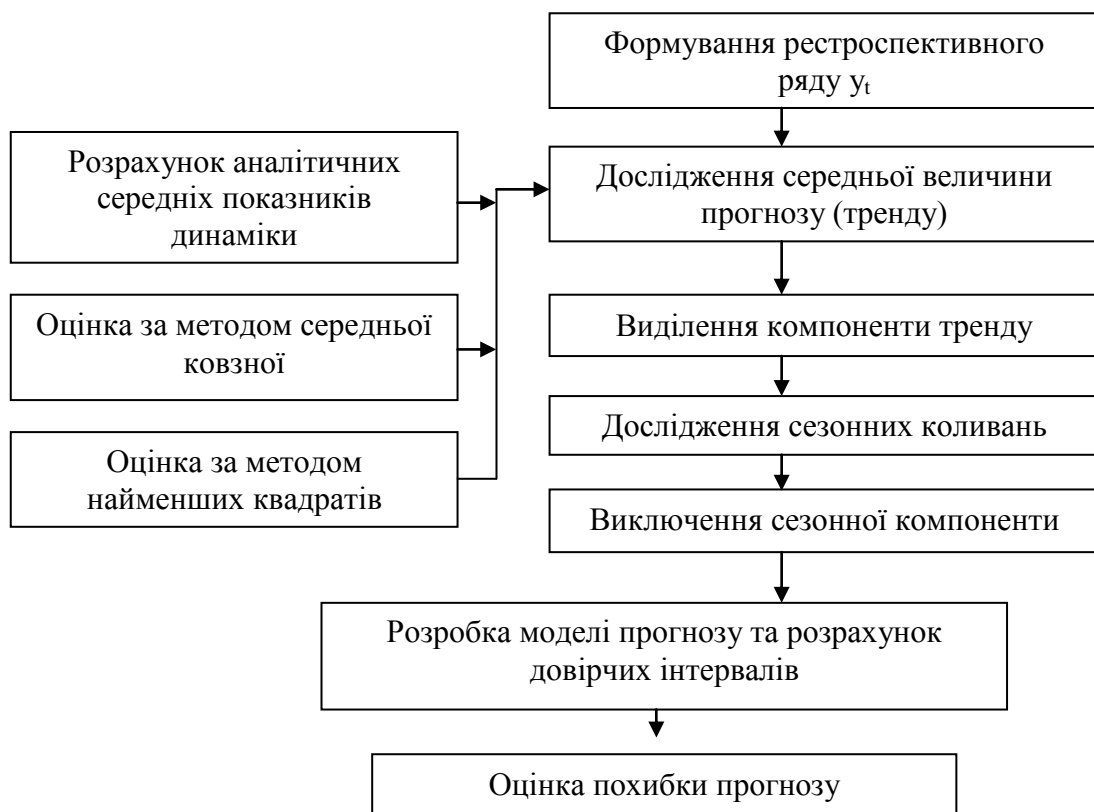 Формування рестроспективного
ряду yₜ
Розрахунок аналітичних
середніх показників
динаміки
Дослідження середньої величини
прогнозу (тренду)
Оцінка за методом середньої
ковзної
Виділення компоненти тренду
Оцінка за методом
найменших квадратів
Дослідження сезонних коливань
Виключення сезонної компоненти
Розробка моделі прогнозу та розрахунок
довірчих інтервалів
Оцінка похибки прогнозу